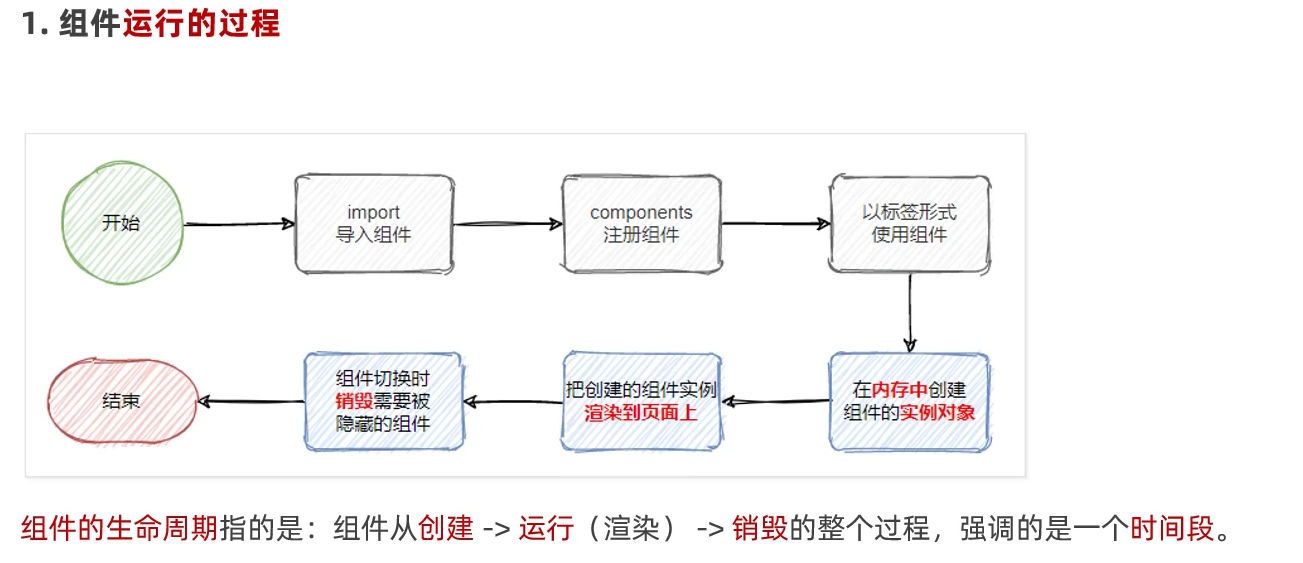 1. 组件运行的过程
开始
import
导入组件
components
注册组件
以标签形式
使用组件
在内存中创建
组件的实例对象
把创建的组件实例
渲染到页面上
组件切换时
销毁需要被
隐藏的组件
结束
组件的生命周期指的是：组件从创建 -> 运行（渲染） -> 销毁的整个过程，强调的是一个时间段。